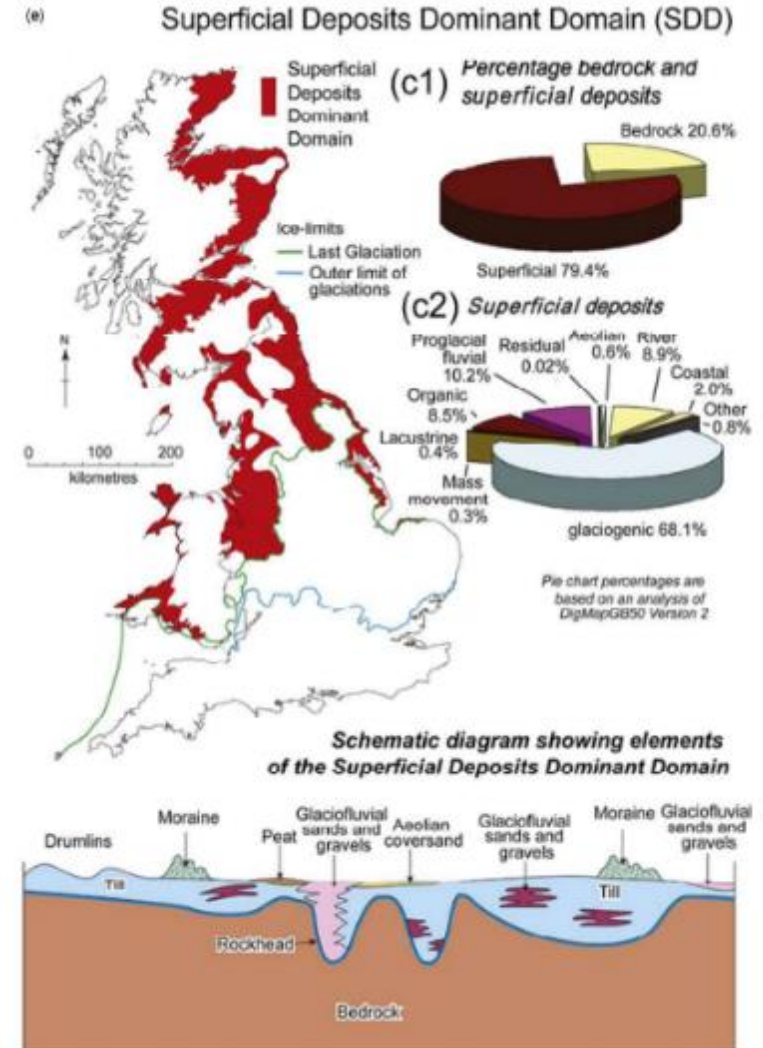 (e)
Superficial Deposits Dominant Domain (SDD)
Superficial
Deposits
Dominant
Domain
Ice-limits
Last Glaciation
Outer limit of
glaciations
N
0 100 200
kilometres
(c1) Percentage bedrock and
superficial deposits
Bedrock 20.6%
Superficial 79.4%
(c2) Superficial deposits
Proglacial
fluvial
10.2%
Residual
0.02%
Aeolian
0.6%
River
8.9%
Coastal
2.0%
Other
0.8%
Organic
8.5%
Lacustrine
0.4%
Mass
movement
0.3%
glaciogenic 68.1%
Pie chart percentages are
based on an analysis of
DigMapGB50 Version 2
Schematic diagram showing elements
of the Superficial Deposits Dominant Domain
Drumlins
Moraine
Peat
Glaciofluvial
sands and
gravels
Aeolian
coversand
Glaciofluvial
sands and
gravels
Moraine
Glaciofluvial
sands and
gravels
Till
Till
Rockhead
Bedrock